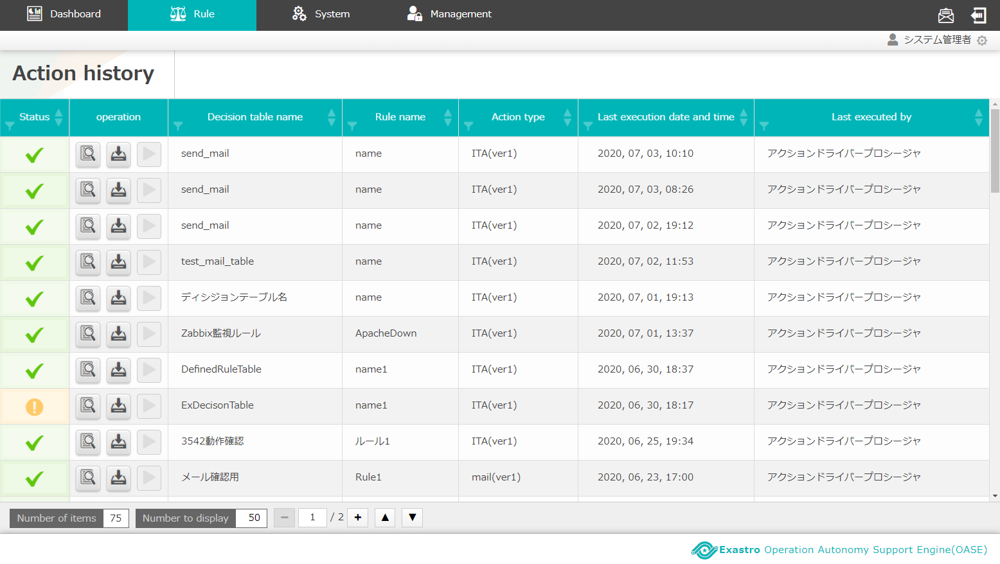 Dashboard Rule System Management
システム管理者
Action history
Status operation Decision table name Rule name Action type Last execution date and time Last executed by
send_mail name ITA(ver1) 2020, 07, 03, 10:10 アクションドライバープロシージャ
send_mail name ITA(ver1) 2020, 07, 03, 08:26 アクションドライバープロシージャ
send_mail name ITA(ver1) 2020, 07, 02, 19:12 アクションドライバープロシージャ
test_mail_table name ITA(ver1) 2020, 07, 02, 11:53 アクションドライバープロシージャ
ディシジョンテーブル名 name ITA(ver1) 2020, 07, 01, 19:13 アクションドライバープロシージャ
Zabbix監視ルール ApacheDown ITA(ver1) 2020, 07, 01, 13:37 アクションドライバープロシージャ
DefinedRuleTable name1 ITA(ver1) 2020, 06, 30, 18:37 アクションドライバープロシージャ
ExDecisonTable name1 ITA(ver1) 2020, 06, 30, 18:17 アクションドライバープロシージャ
3542動作確認 ルール1 ITA(ver1) 2020, 06, 25, 19:34 アクションドライバープロシージャ
メール確認用 Rule1 mail(ver1) 2020, 06, 23, 17:00 アクションドライバープロシージャ
Number of items 75 Number to display 50 − 1 / 2 + ▲ ▼
Exastro Operation Autonomy Support Engine(OASE)